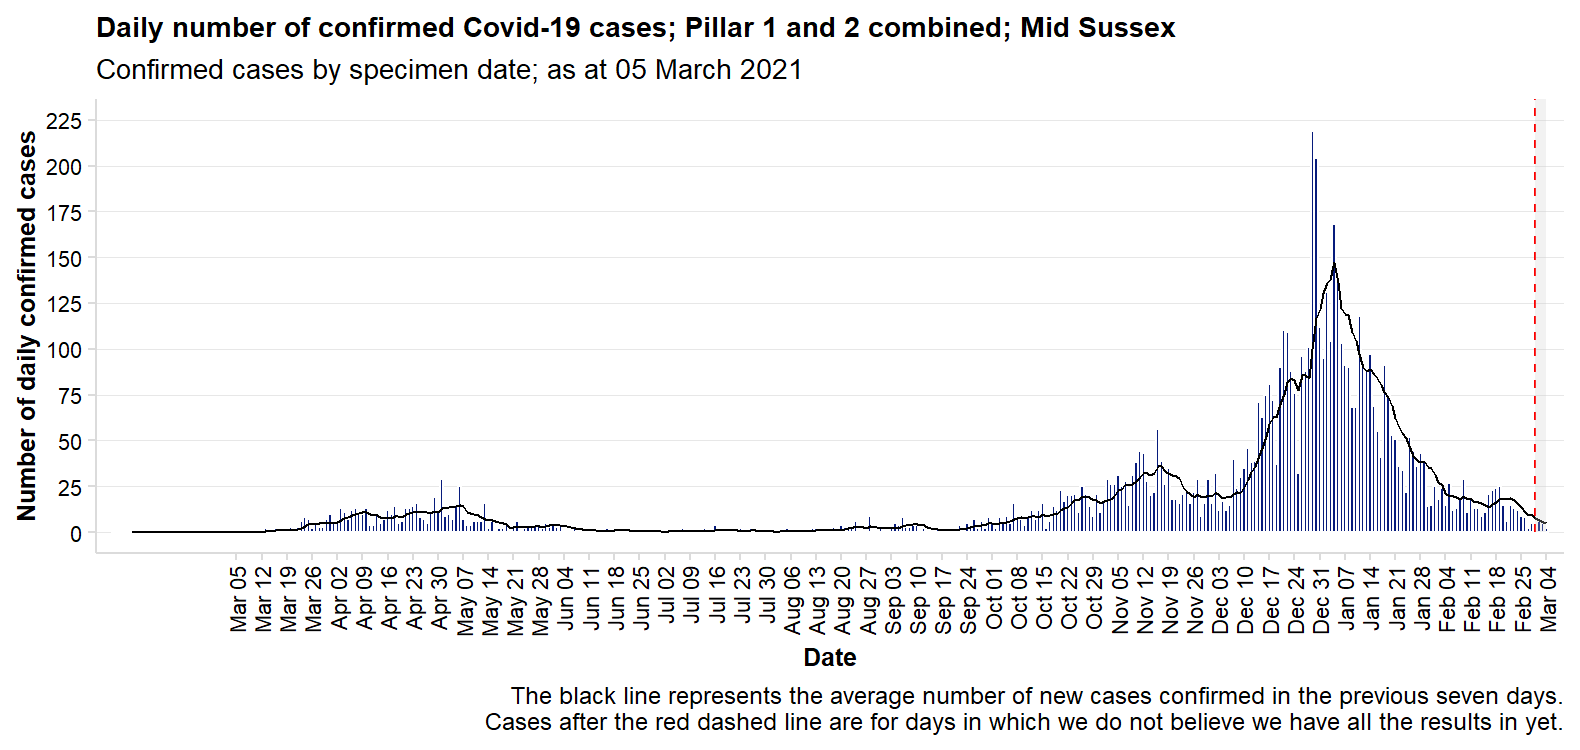 Daily number of confirmed Covid-19 cases; Pillar 1 and 2 combined; Mid Sussex
Confirmed cases by specimen date; as at 05 March 2021
Number of daily confirmed cases
225
200
175
150
125
100
75
50
25
0
Mar 05
Mar 12
Mar 19
Mar 26
Apr 02
Apr 09
Apr 16
Apr 23
Apr 30
May 07
May 14
May 21
May 28
Jun 04
Jun 11
Jun 18
Jun 25
Jul 02
Jul 09
Jul 16
Jul 23
Jul 30
Aug 06
Aug 13
Aug 20
Aug 27
Sep 03
Sep 10
Sep 17
Sep 24
Oct 01
Oct 08
Oct 15
Oct 22
Oct 29
Nov 05
Nov 12
Nov 19
Nov 26
Dec 03
Dec 10
Dec 17
Dec 24
Dec 31
Jan 07
Jan 14
Jan 21
Jan 28
Feb 04
Feb 11
Feb 18
Feb 25
Mar 04
Date
The black line represents the average number of new cases confirmed in the previous seven days.
Cases after the red dashed line are for days in which we do not believe we have all the results in yet.